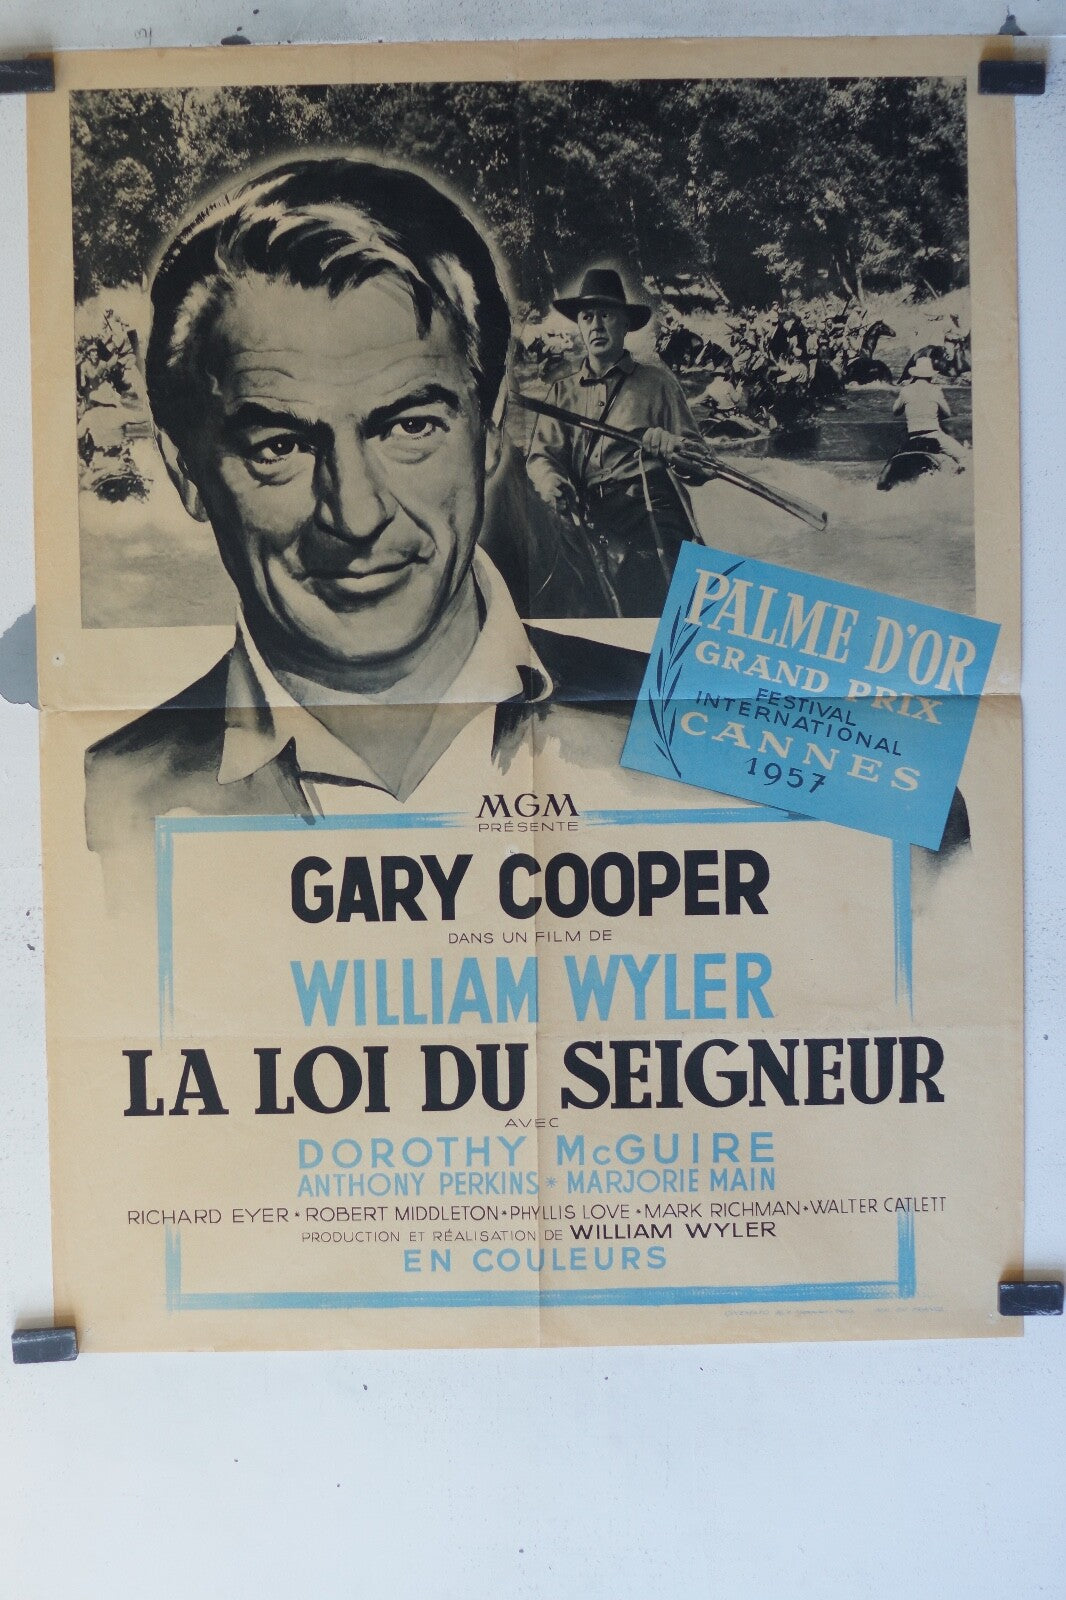 PALME D'OR
GRAND PRIX
FESTIVAL
INTERNATIONAL
CANNES
1957
MGM
PRÉSENTE
GARY COOPER
DANS UN FILM DE
WILLIAM WYLER
LA LOI DU SEIGNEUR
AVEC
DOROTHY McGUIRE
ANTHONY PERKINS * MARJORIE MAIN
RICHARD EYER * ROBERT MIDDLETON * PHYLLIS LOVE * MARK RICHMAN * WALTER CATLETT
PRODUCTION ET RÉALISATION DE WILLIAM WYLER
EN COULEURS